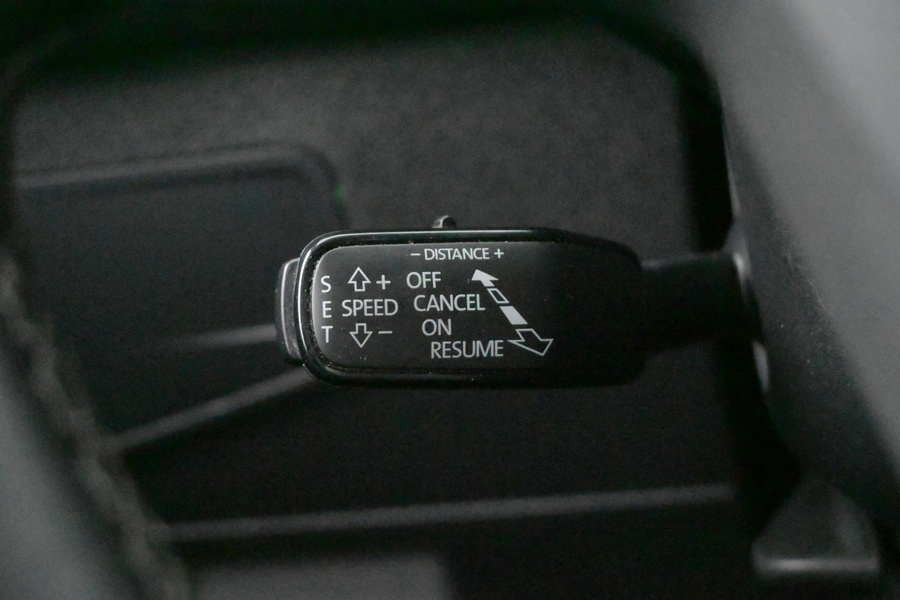 − DISTANCE +
S + OFF
E SPEED CANCEL
T − ON
RESUME